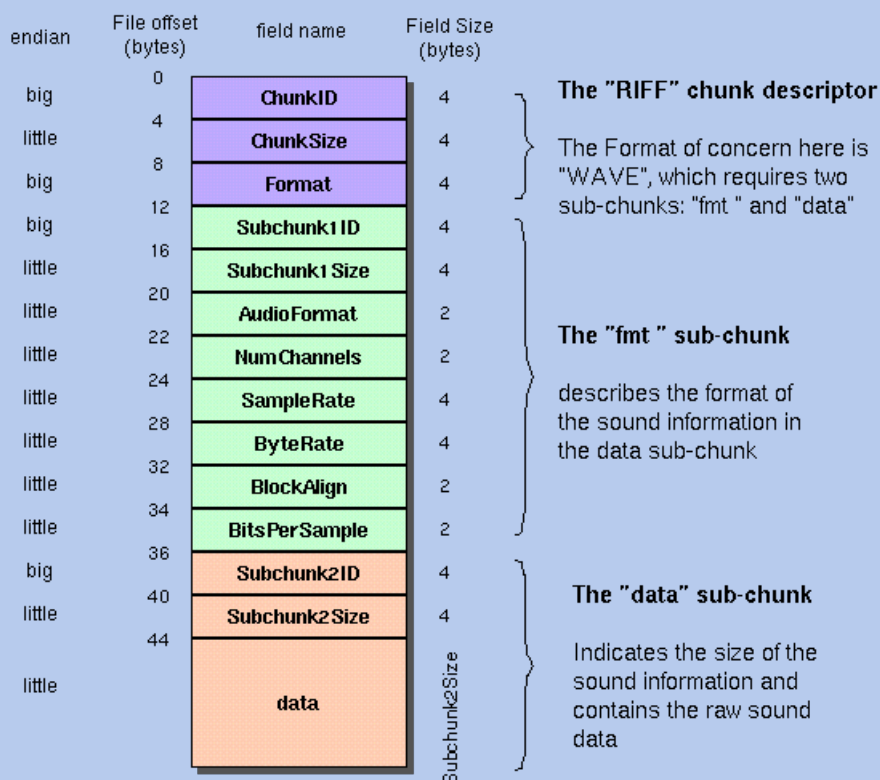 endian File offset (bytes) field name Field Size (bytes)
0
big ChunkID 4
4
little ChunkSize 4
8
big Format 4
12
big Subchunk1ID 4
16
little Subchunk1Size 4
20
little AudioFormat 2
22
little NumChannels 2
24
little SampleRate 4
28
little ByteRate 4
32
little BlockAlign 2
34
little BitsPerSample 2
36
big Subchunk2ID 4
40
little Subchunk2Size 4
44
little data Subchunk2Size
The "RIFF" chunk descriptor
The Format of concern here is
"WAVE", which requires two
sub-chunks: "fmt " and "data"
The "fmt " sub-chunk
describes the format of
the sound information in
the data sub-chunk
The "data" sub-chunk
Indicates the size of the
sound information and
contains the raw sound
data